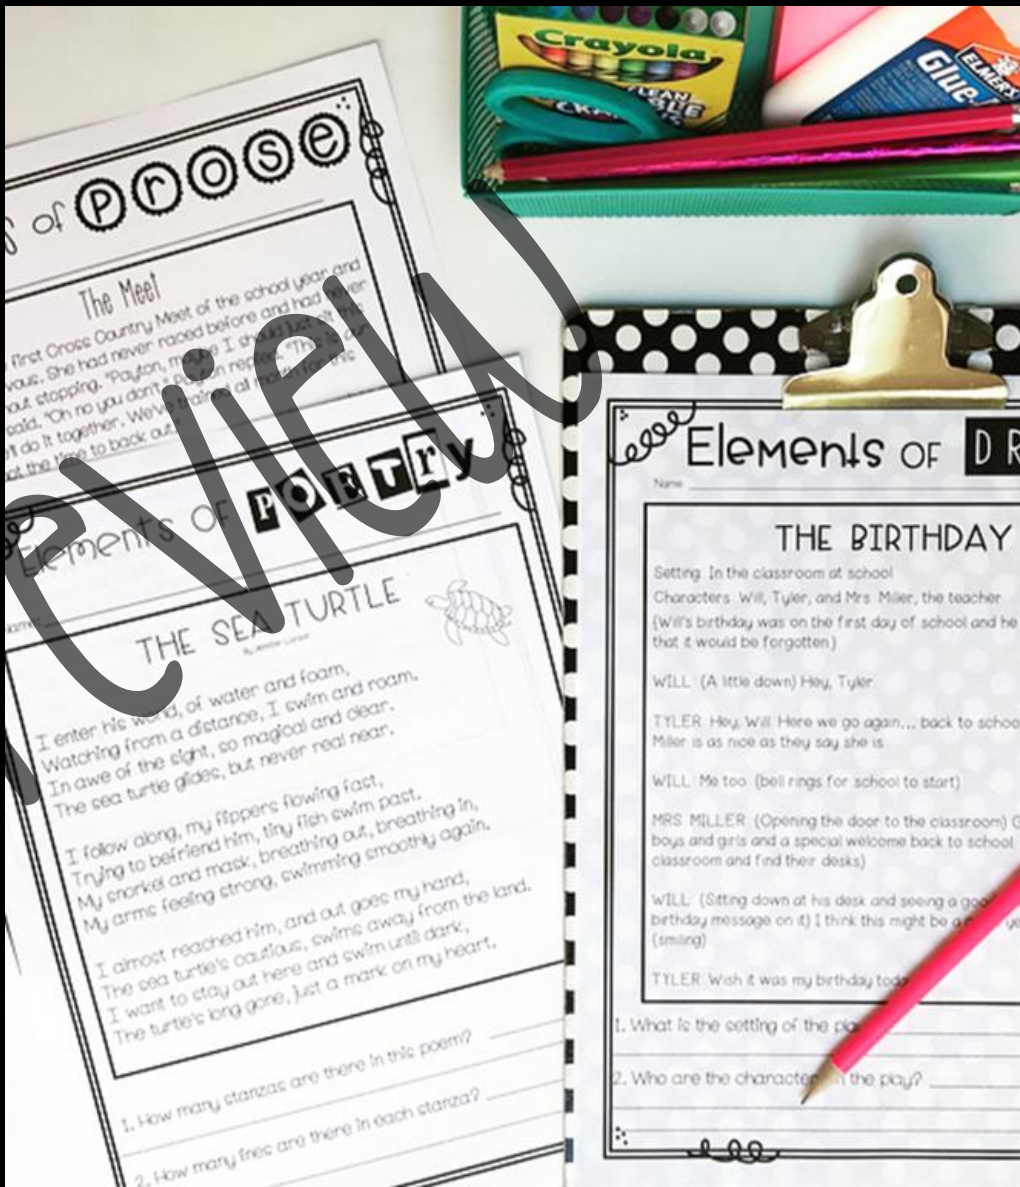 Crayola
ELMER'S
Glue
of Prose
The Meet
first Cross Country Meet of the school year and
vous. She had never raced before and had never
out stopping. "Payton, maybe I should just sit this
said. "Oh no you don't replied. "This is our
do it together. We've trained all month for this
not the time to back out."
Elements of POETRY
Name
THE SEA TURTLE
I enter his world, of water and foam,
Watching from a distance, I swim and roam.
In awe of the sight, so magical and clear.
The sea turtle glides, but never real near.
I follow along, my flippers flowing fast,
Trying to befriend him, tiny fish swim past.
My snorkel and mask, breathing out, breathing in,
My arms feeling strong, swimming smoothly again.
I almost reached him, and out goes my hand,
The sea turtle's cautious, swims away from the land.
I want to stay out here and swim until dark,
The turtle's long gone, just a mark on my heart.
1. How many stanzas are there in this poem?
2. How many lines are there in each stanza?
Elements of DR
Name
THE BIRTHDAY
Setting: In the classroom at school
Characters: Will, Tyler, and Mrs. Miller, the teacher
(Will's birthday was on the first day of school and he
that it would be forgotten.)
WILL: (A little down) Hey, Tyler.
TYLER: Hey, Will. Here we go again... back to schoo
Miller is as nice as they say she is.
WILL: Me too. (bell rings for school to start)
MRS. MILLER: (Opening the door to the classroom) G
boys and girls and a special welcome back to school.
classroom and find their desks)
WILL: (Sitting down at his desk and seeing a goo
birthday message on it) I think this might be a ye
(smiling)
TYLER: Wish it was my birthday toda
1. What is the setting of the play
2. Who are the character in the play?
eview